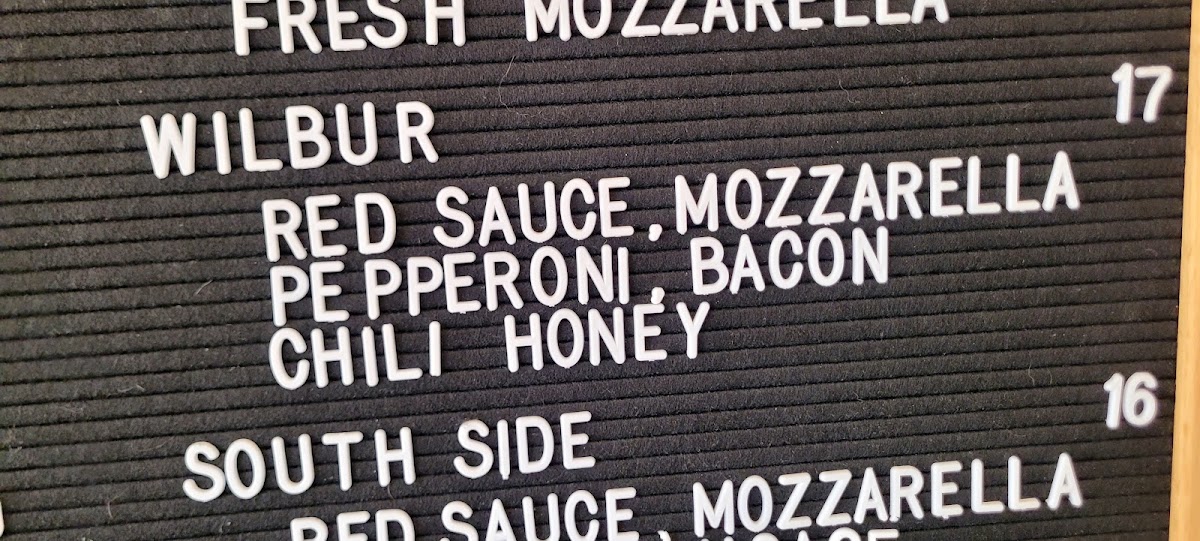 FRESH MOZZARELLA
WILBUR 17
RED SAUCE, MOZZARELLA
PEPPERONI, BACON
CHILI HONEY
SOUTH SIDE 16
RED SAUCE, MOZZARELLA